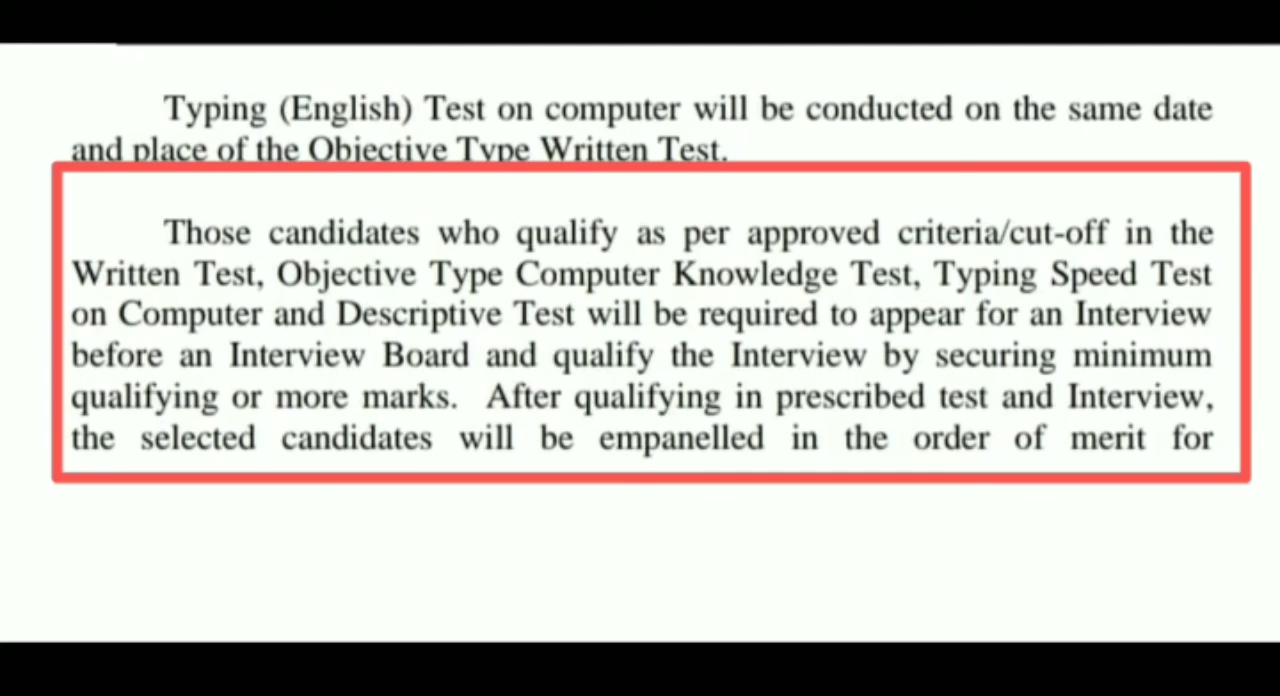 Typing (English) Test on computer will be conducted on the same date
and place of the Objective Type Written Test.
Those candidates who qualify as per approved criteria/cut-off in the
Written Test, Objective Type Computer Knowledge Test, Typing Speed Test
on Computer and Descriptive Test will be required to appear for an Interview
before an Interview Board and qualify the Interview by securing minimum
qualifying or more marks. After qualifying in prescribed test and Interview,
the selected candidates will be empanelled in the order of merit for